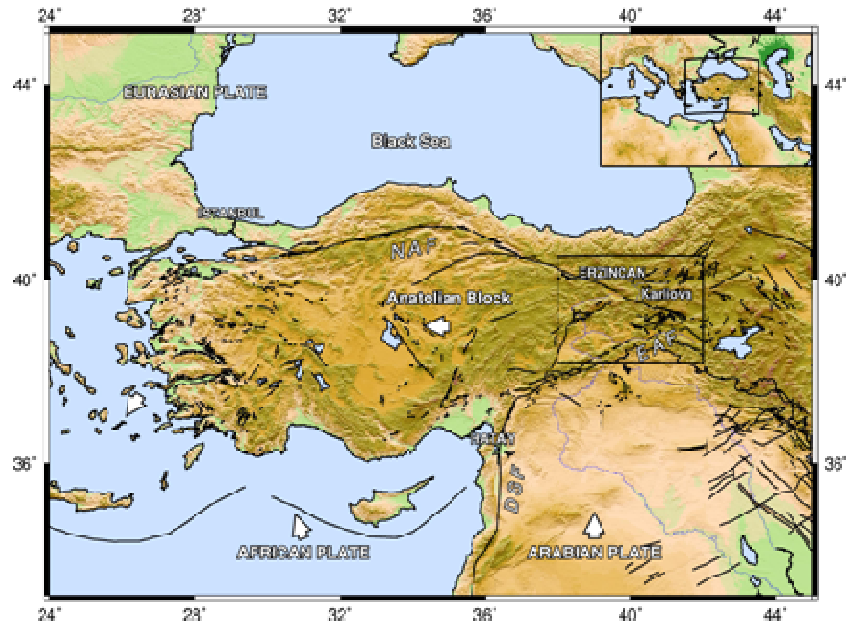 24° 28° 32° 36° 40° 44°
44° 44°
EURASIAN PLATE
Black Sea
ISTANBUL
NAF
40° ERZINCAN 40°
Anatolian Block Karlıova
EAF
36° HATAY 36°
DSF
AFRICAN PLATE ARABIAN PLATE
24° 28° 32° 36° 40° 44°